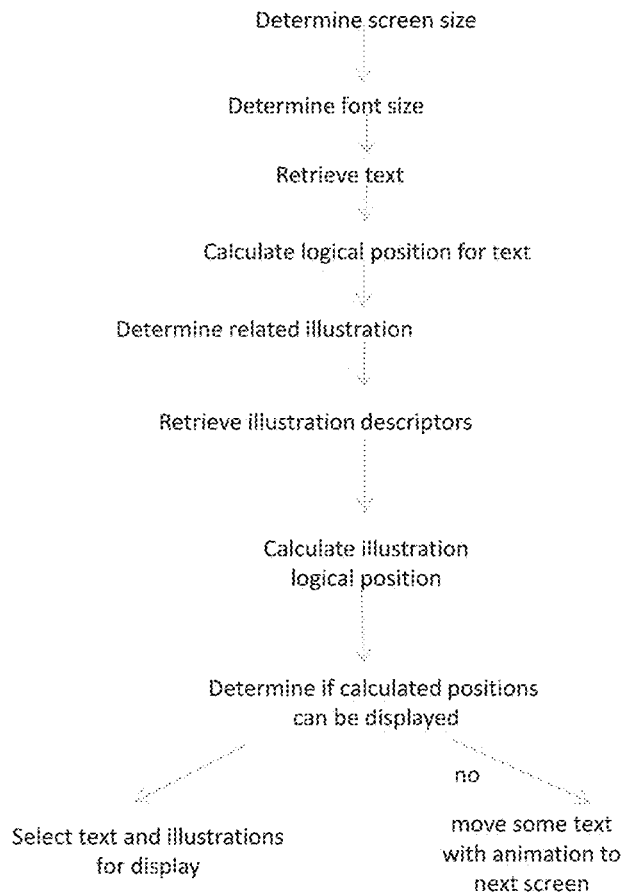 Determine screen size
Determine font size
Retrieve text
Calculate logical position for text
Determine related illustration
Retrieve illustration descriptors
Calculate illustration
logical position
Determine if calculated positions
can be displayed
no
Select text and illustrations
for display
move some text
with animation to
next screen